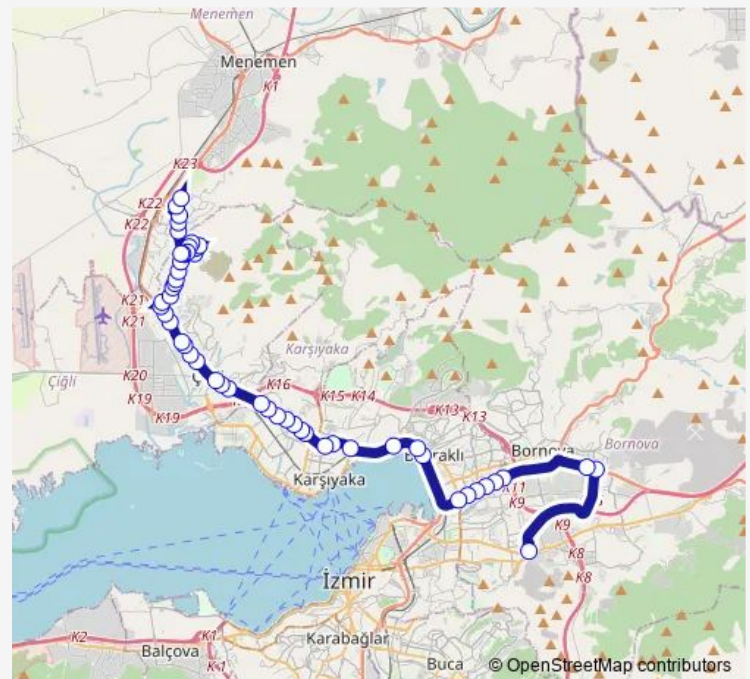 Menemen
Menemen
K1
K23
K22
K22
K21
K21
Karşıyaka
Çiğli
K20
K19
K19
K16
K15
K14
K13
K13
Bornova
Bornova
K11
K9
Karşıyaka
K9
K8
K8
İzmir
K2
K1
Karabağlar
Balçova
K1
Buca
© OpenStreetMap contributors